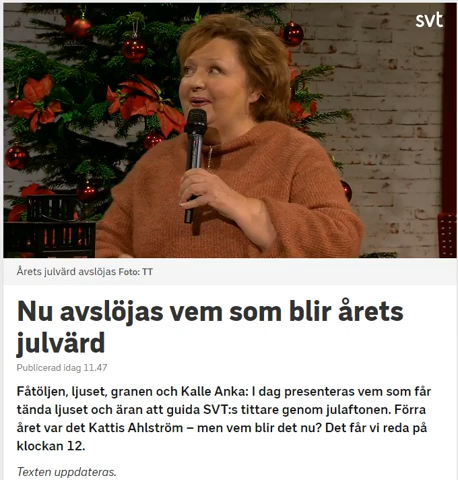 svt
Årets julvärd avslöjas Foto: TT
Nu avslöjas vem som blir årets
julvärd
Publicerad idag 11.47
Fåtöljen, ljuset, granen och Kalle Anka: I dag presenteras vem som får
tända ljuset och äran att guida SVT:s tittare genom julaftonen. Förra
året var det Kattis Ahlström – men vem blir det nu? Det får vi reda på
klockan 12.
Texten uppdateras.